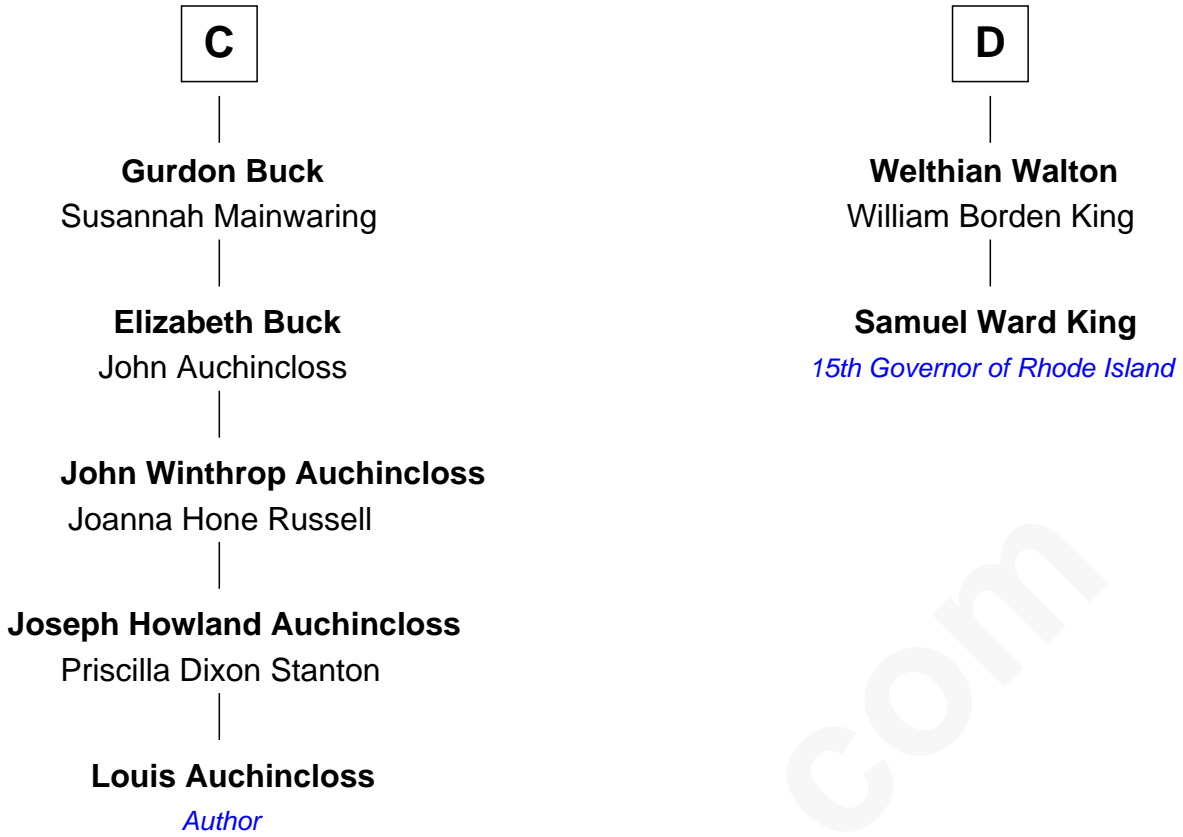 C
Gurdon Buck
Susannah Mainwaring
Elizabeth Buck
John Auchincloss
John Winthrop Auchincloss
Joanna Hone Russell
Joseph Howland Auchincloss
Priscilla Dixon Stanton
Louis Auchincloss
Author
D
Welthian Walton
William Borden King
Samuel Ward King
15th Governor of Rhode Island
com